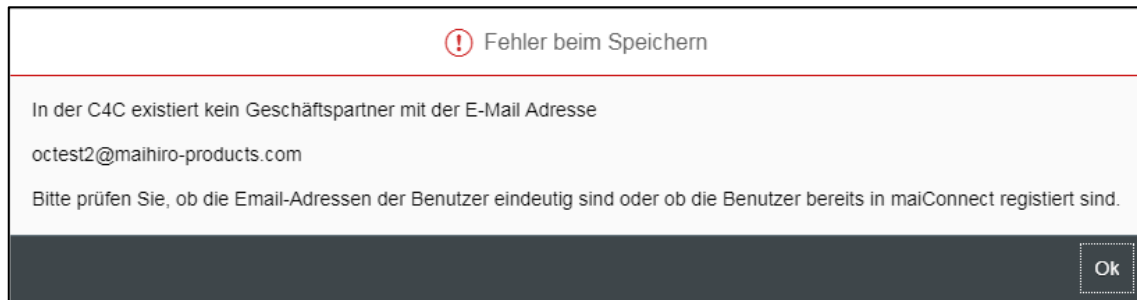 Fehler beim Speichern
In der C4C existiert kein Geschäftspartner mit der E-Mail Adresse
octest2@maihiro-products.com
Bitte prüfen Sie, ob die Email-Adressen der Benutzer eindeutig sind oder ob die Benutzer bereits in maiConnect registiert sind.
Ok